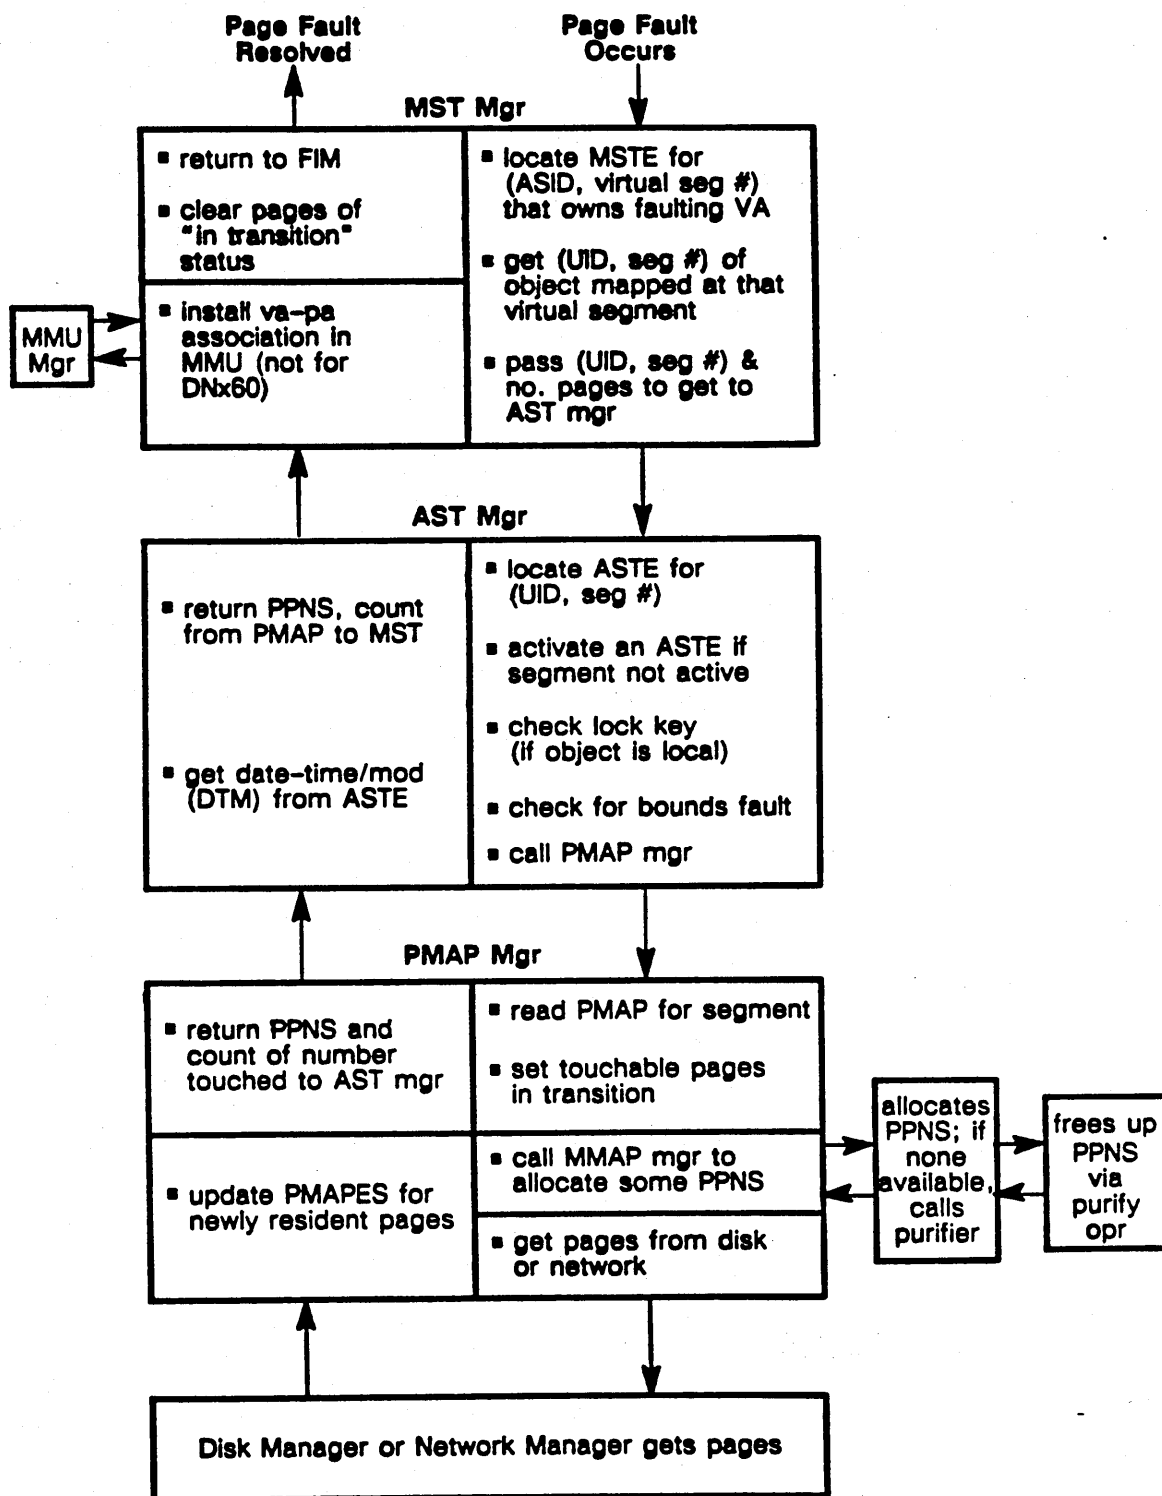 Page Fault
Resolved
Page Fault
Occurs
MST Mgr
▪ return to FIM
▪ clear pages of
"in transition"
status
▪ install va-pa
association in
MMU (not for
DNx60)
MMU
Mgr
▪ locate MSTE for
(ASID, virtual seg #)
that owns faulting VA
▪ get (UID, seg #) of
object mapped at that
virtual segment
▪ pass (UID, seg #) &
no. pages to get to
AST mgr
AST Mgr
▪ return PPNS, count
from PMAP to MST
▪ get date-time/mod
(DTM) from ASTE
▪ locate ASTE for
(UID, seg #)
▪ activate an ASTE if
segment not active
▪ check lock key
(if object is local)
▪ check for bounds fault
▪ call PMAP mgr
PMAP Mgr
▪ return PPNS and
count of number
touched to AST mgr
▪ update PMAPES for
newly resident pages
▪ read PMAP for segment
▪ set touchable pages
in transition
▪ call MMAP mgr to
allocate some PPNS
▪ get pages from disk
or network
allocates
PPNS; if
none
available,
calls
purifier
frees up
PPNS
via
purify
opr
Disk Manager or Network Manager gets pages